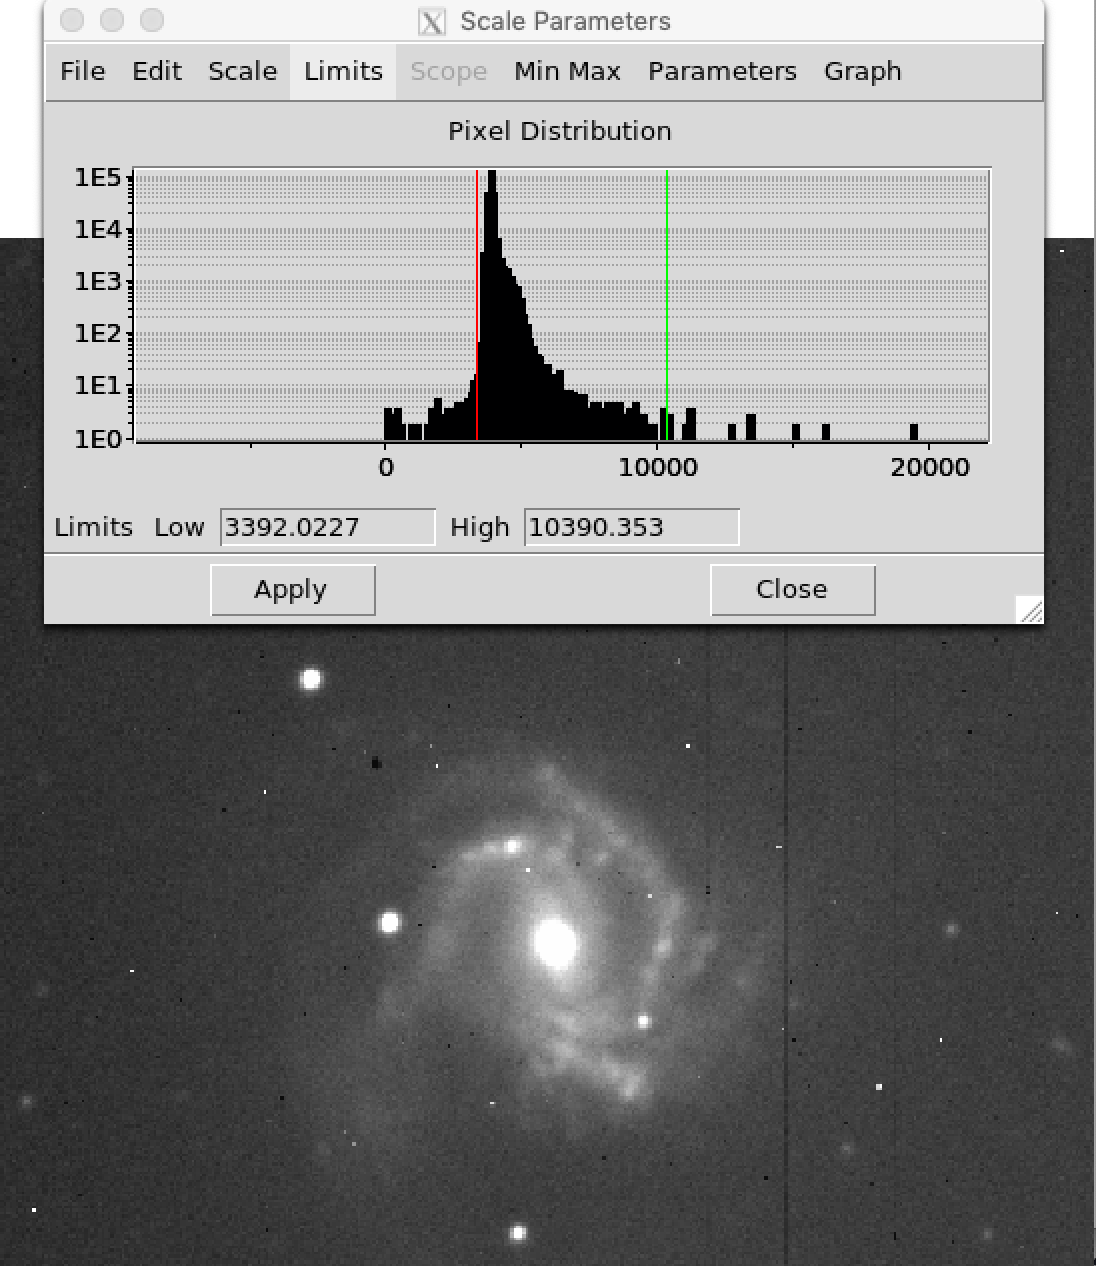 Scale Parameters
File Edit Scale Limits Scope Min Max Parameters Graph
Pixel Distribution
1E5
1E4
1E3
1E2
1E1
1E0
0 10000 20000
Limits Low 3392.0227 High 10390.353
Apply Close